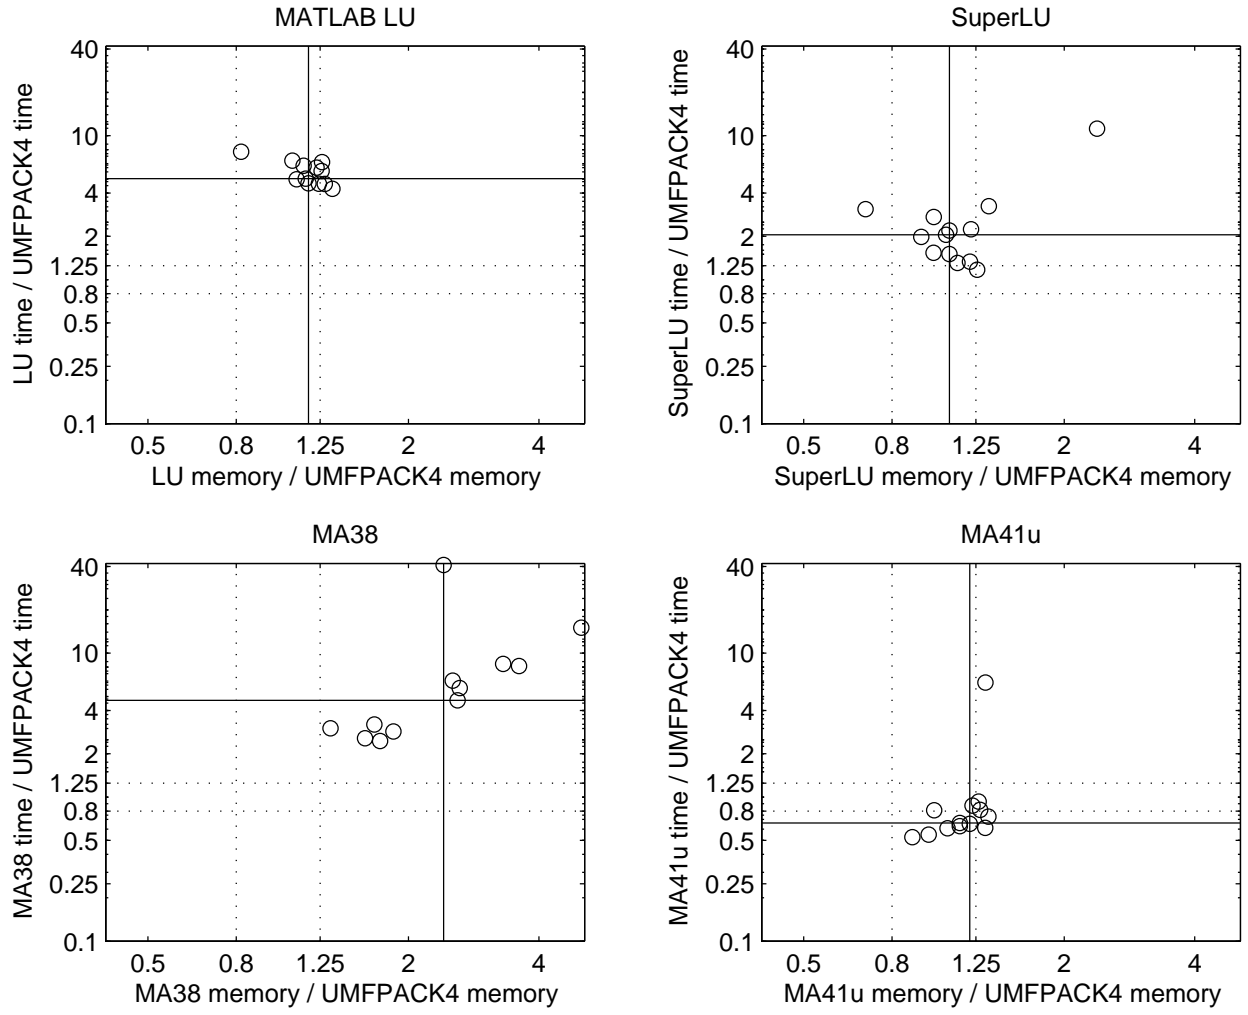 MATLAB LU
LU time / UMFPACK4 time
40
10
4
2
1.25
0.8
0.5
0.25
0.1
0.5 0.8 1.25 2 4
LU memory / UMFPACK4 memory
SuperLU
SuperLU time / UMFPACK4 time
40
10
4
2
1.25
0.8
0.5
0.25
0.1
0.5 0.8 1.25 2 4
SuperLU memory / UMFPACK4 memory
MA38
MA38 time / UMFPACK4 time
40
10
4
2
1.25
0.8
0.5
0.25
0.1
0.5 0.8 1.25 2 4
MA38 memory / UMFPACK4 memory
MA41u
MA41u time / UMFPACK4 time
40
10
4
2
1.25
0.8
0.5
0.25
0.1
0.5 0.8 1.25 2 4
MA41u memory / UMFPACK4 memory